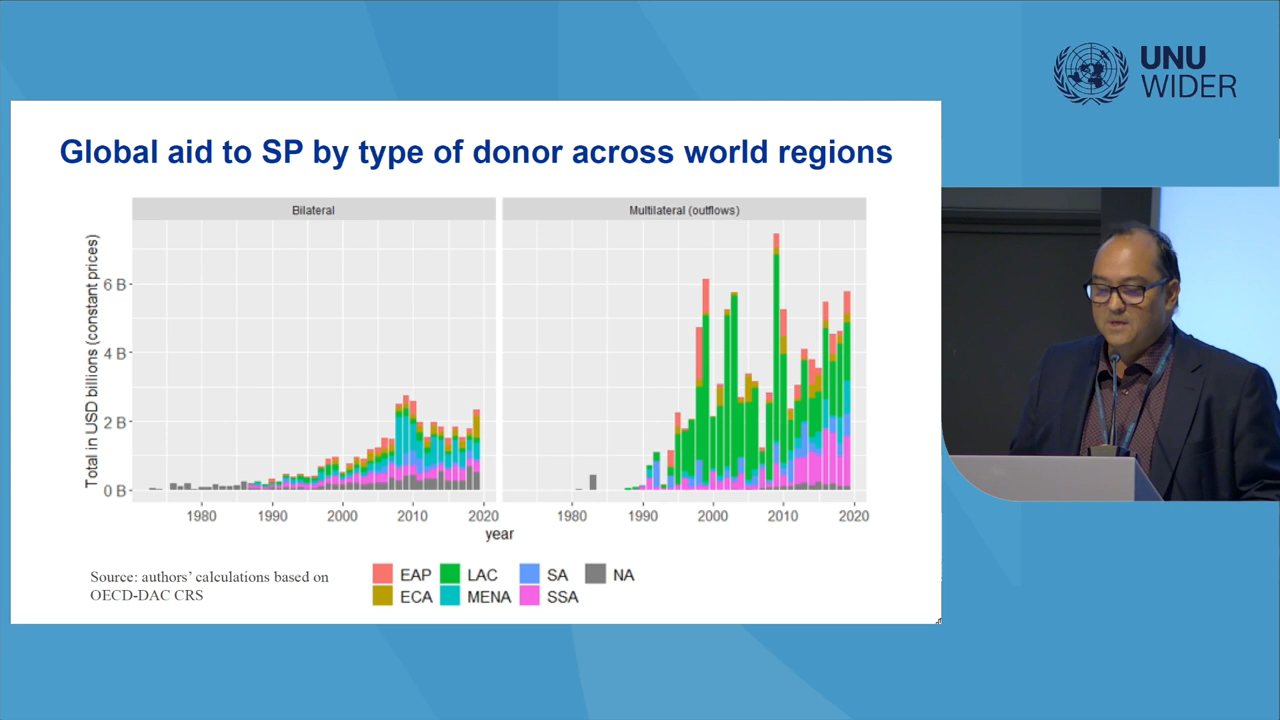 UNU
WIDER
Global aid to SP by type of donor across world regions
Bilateral
Multilateral (outflows)
Total in USD billions (constant prices)
6 B
4 B
2 B
0 B
1980 1990 2000 2010 2020
1980 1990 2000 2010 2020
year
Source: authors’ calculations based on
OECD-DAC CRS
EAP LAC SA NA
ECA MENA SSA